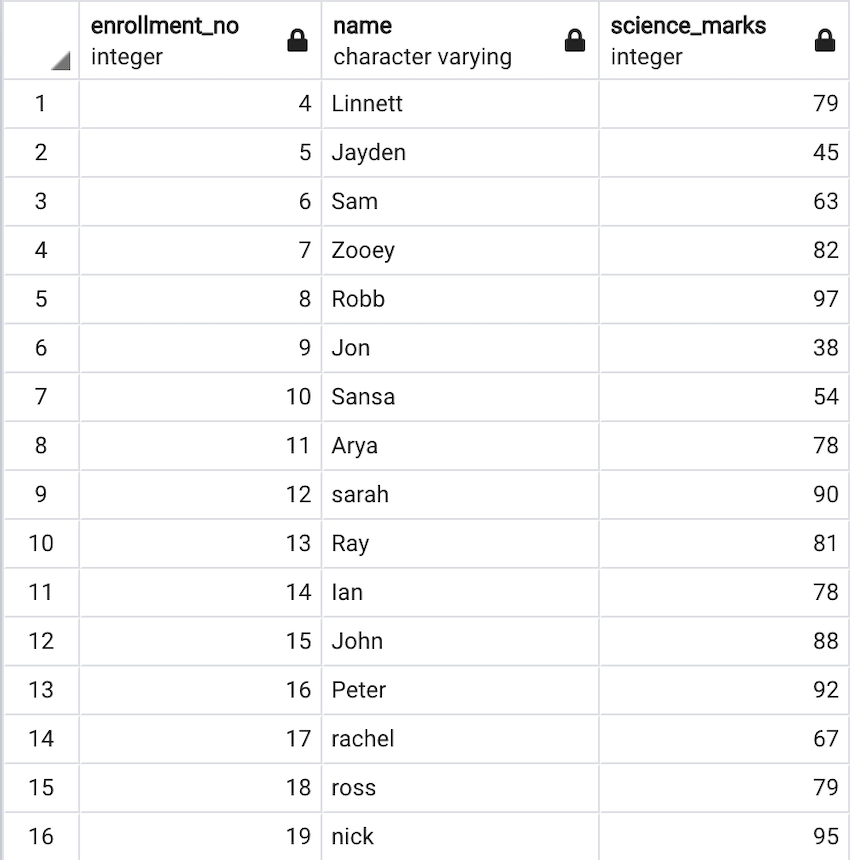 enrollment_no name science_marks
integer character varying integer
1 4 Linnett 79
2 5 Jayden 45
3 6 Sam 63
4 7 Zooey 82
5 8 Robb 97
6 9 Jon 38
7 10 Sansa 54
8 11 Arya 78
9 12 sarah 90
10 13 Ray 81
11 14 Ian 78
12 15 John 88
13 16 Peter 92
14 17 rachel 67
15 18 ross 79
16 19 nick 95